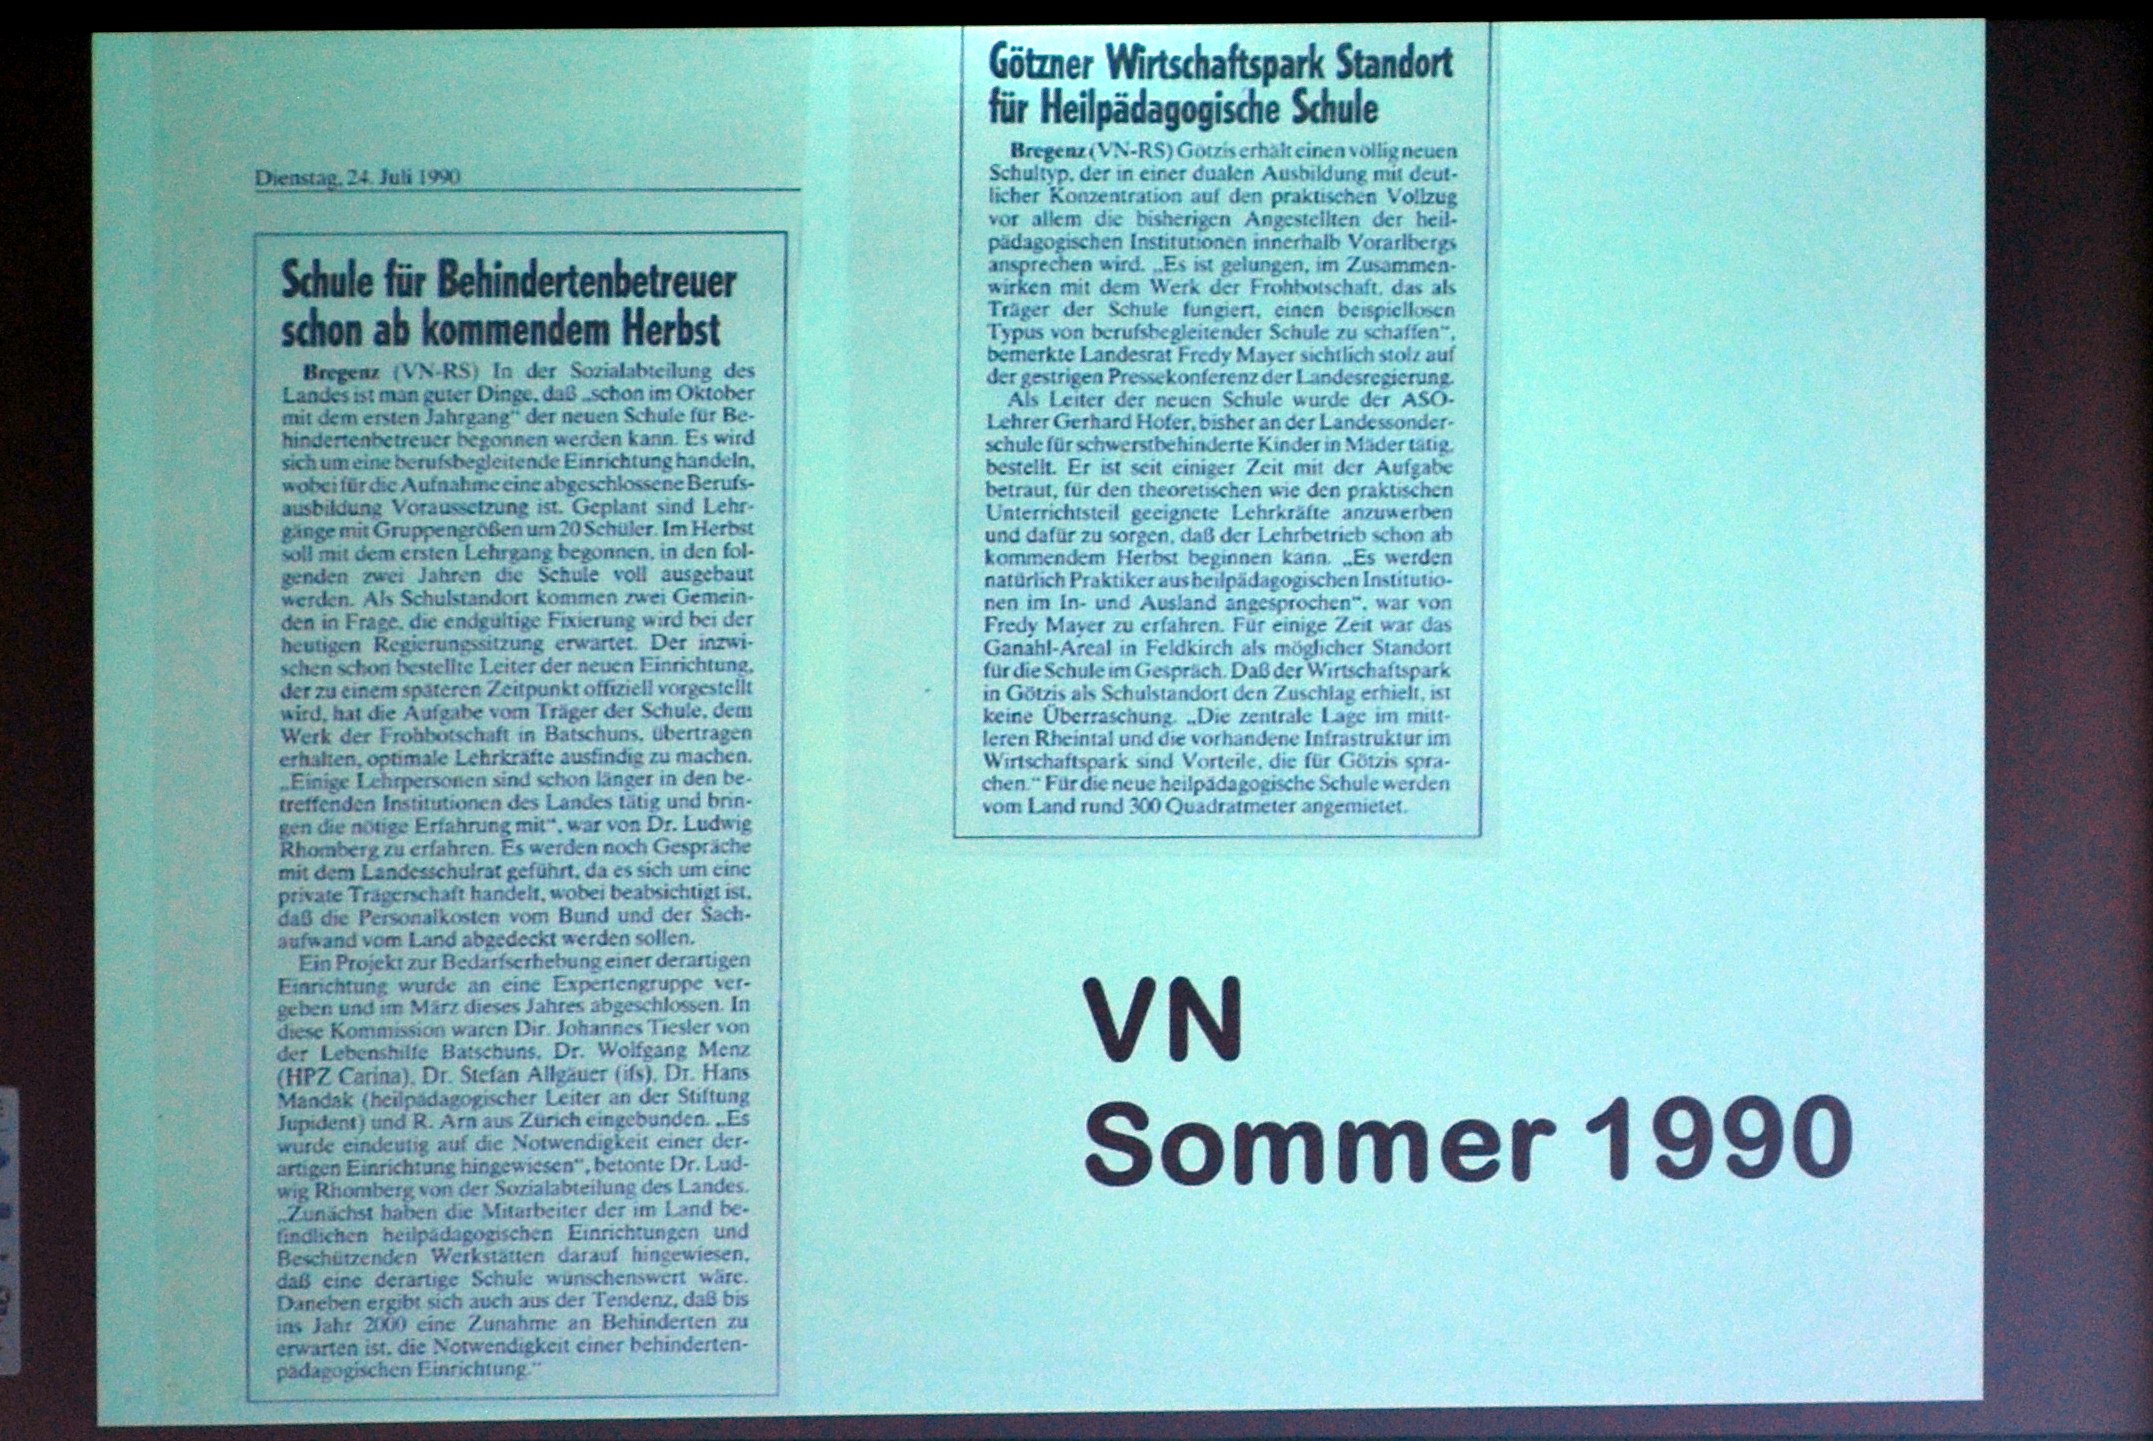 Dienstag, 24. Juli 1990
Schule für Behindertenbetreuer
schon ab kommendem Herbst
Bregenz (VN-RS) In der Sozialabteilung des
Landes ist man guter Dinge, daß „schon im Oktober
mit dem ersten Jahrgang“ der neuen Schule für Be-
hindertenbetreuer begonnen werden kann. Es wird
sich um eine berufsbegleitende Einrichtung handeln,
wobei für die Aufnahme eine abgeschlossene Berufs-
ausbildung Voraussetzung ist. Geplant sind Lehr-
gänge mit Gruppengrößen um 20 Schüler. Im Herbst
soll mit dem ersten Lehrgang begonnen, in den fol-
genden zwei Jahren die Schule voll ausgebaut
werden. Als Schulstandort kommen zwei Gemein-
den in Frage, die endgültige Fixierung wird bei der
heutigen Regierungssitzung erwartet. Der inzwi-
schen schon bestellte Leiter der neuen Einrichtung,
der zu einem späteren Zeitpunkt offiziell vorgestellt
wird, hat die Aufgabe vom Träger der Schule, dem
Werk der Frohbotschaft in Batschuns, übertragen
erhalten, optimale Lehrkräfte ausfindig zu machen.
„Einige Lehrpersonen sind schon länger in den be-
treffenden Institutionen des Landes tätig und brin-
gen die nötige Erfahrung mit“, war von Dr. Ludwig
Rhomberg zu erfahren. Es werden noch Gespräche
mit dem Landesschulrat geführt, da es sich um eine
private Trägerschaft handelt, wobei beabsichtigt ist,
daß die Personalkosten vom Bund und der Sach-
aufwand vom Land abgedeckt werden sollen.
Ein Projekt zur Bedarfserhebung einer derartigen
Einrichtung wurde an eine Expertengruppe ver-
geben und im März dieses Jahres abgeschlossen. In
diese Kommission waren Dir. Johannes Tiesler von
der Lebenshilfe Batschuns, Dr. Wolfgang Menz
(HPZ Carina), Dr. Stefan Allgäuer (ifs), Dr. Hans
Mandak (heilpädagogischer Leiter an der Stiftung
Jupident) und R. Arn aus Zürich eingebunden. „Es
wurde eindeutig auf die Notwendigkeit einer der-
artigen Einrichtung hingewiesen“, betonte Dr. Lud-
wig Rhomberg von der Sozialabteilung des Landes.
„Zunächst haben die Mitarbeiter der im Land be-
findlichen heilpädagogischen Einrichtungen und
Beschützenden Werkstätten darauf hingewiesen,
daß eine derartige Schule wünschenswert wäre.
Daneben ergibt sich auch aus der Tendenz, daß bis
ins Jahr 2000 eine Zunahme an Behinderten zu
erwarten ist, die Notwendigkeit einer behinderten-
pädagogischen Einrichtung.“
Götzner Wirtschaftspark Standort
für Heilpädagogische Schule
Bregenz (VN-RS) Götzis erhält einen völlig neuen
Schultyp, der in einer dualen Ausbildung mit deut-
licher Konzentration auf den praktischen Vollzug
vor allem die bisherigen Angestellten der heil-
pädagogischen Institutionen innerhalb Vorarlbergs
ansprechen wird. „Es ist gelungen, im Zusammen-
wirken mit dem Werk der Frohbotschaft, das als
Träger der Schule fungiert, einen beispiellosen
Typus von berufsbegleitender Schule zu schaffen“,
bemerkte Landesrat Fredy Mayer sichtlich stolz auf
der gestrigen Pressekonferenz der Landesregierung.
Als Leiter der neuen Schule wurde der ASO-
Lehrer Gerhard Hofer, bisher an der Landessonder-
schule für schwerstbehinderte Kinder in Mäder tätig,
bestellt. Er ist seit einiger Zeit mit der Aufgabe
betraut, für den theoretischen wie den praktischen
Unterrichtsteil geeignete Lehrkräfte anzuwerben
und dafür zu sorgen, daß der Lehrbetrieb schon ab
kommendem Herbst beginnen kann. „Es werden
natürlich Praktiker aus heilpädagogischen Institutio-
nen im In- und Ausland angesprochen“, war von
Fredy Mayer zu erfahren. Für einige Zeit war das
Ganahl-Areal in Feldkirch als möglicher Standort
für die Schule im Gespräch. Daß der Wirtschaftspark
in Götzis als Schulstandort den Zuschlag erhielt, ist
keine Überraschung. „Die zentrale Lage im mitt-
leren Rheintal und die vorhandene Infrastruktur im
Wirtschaftspark sind Vorteile, die für Götzis spra-
chen.“ Für die neue heilpädagogische Schule werden
vom Land rund 300 Quadratmeter angemietet.
VN
Sommer 1990